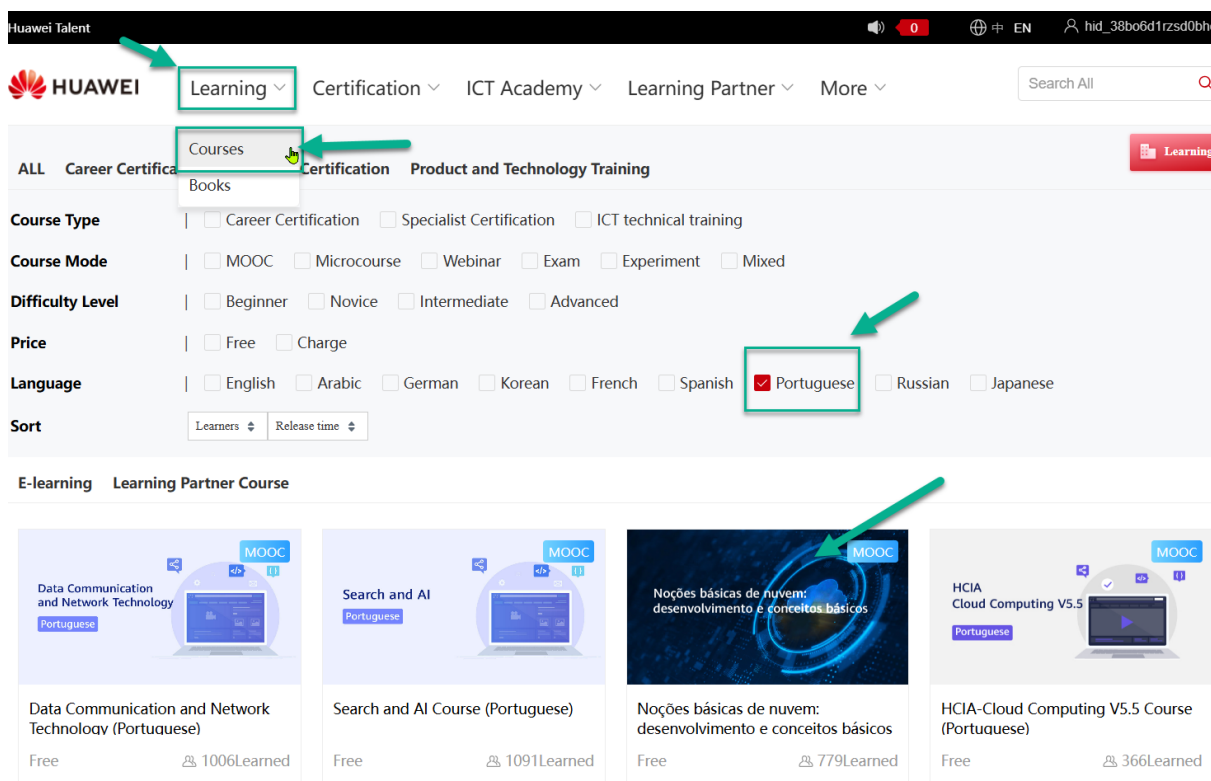 Huawei Talent 0 中 EN hid_38bo6d1rzsd0bh
HUAWEI Learning Certification ICT Academy Learning Partner More Search All
Courses
Books
ALL Career Certifica Certification Product and Technology Training Learning
Course Type | Career Certification Specialist Certification ICT technical training
Course Mode | MOOC Microcourse Webinar Exam Experiment Mixed
Difficulty Level | Beginner Novice Intermediate Advanced
Price | Free Charge
Language | English Arabic German Korean French Spanish Portuguese Russian Japanese
Sort Learners Release time
E-learning Learning Partner Course
MOOC
Data Communication
and Network Technology
Portuguese
Data Communication and Network
Technology (Portuguese)
Free 1006Learned
MOOC
Search and AI
Portuguese
Search and AI Course (Portuguese)
Free 1091Learned
MOOC
Noções básicas de nuvem:
desenvolvimento e conceitos básicos
Noções básicas de nuvem:
desenvolvimento e conceitos básicos
Free 779Learned
MOOC
HCIA
Cloud Computing V5.5
Portuguese
HCIA-Cloud Computing V5.5 Course
(Portuguese)
Free 366Learned